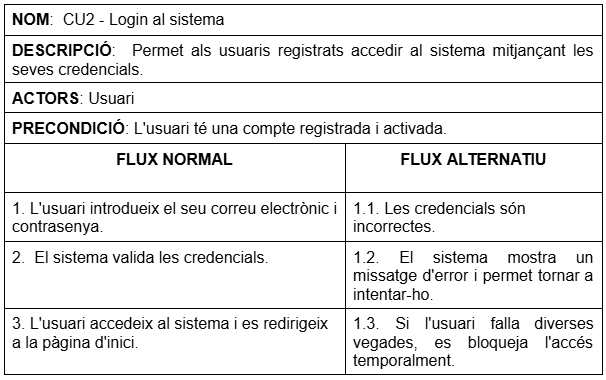 NOM:  CU2 - Login al sistema
DESCRIPCIÓ:  Permet als usuaris registrats accedir al sistema mitjançant les
seves credencials.
ACTORS: Usuari
PRECONDICIÓ: L'usuari té una compte registrada i activada.
FLUX NORMAL
FLUX ALTERNATIU
1. L'usuari introdueix el seu correu electrònic i
contrasenya.
1.1. Les credencials són
incorrectes.
2.  El sistema valida les credencials.
1.2. El sistema mostra un
missatge d'error i permet tornar a
intentar-ho.
3. L'usuari accedeix al sistema i es redirigeix
a la pàgina d'inici.
1.3. Si l'usuari falla diverses
vegades, es bloqueja l'accés
temporalment.